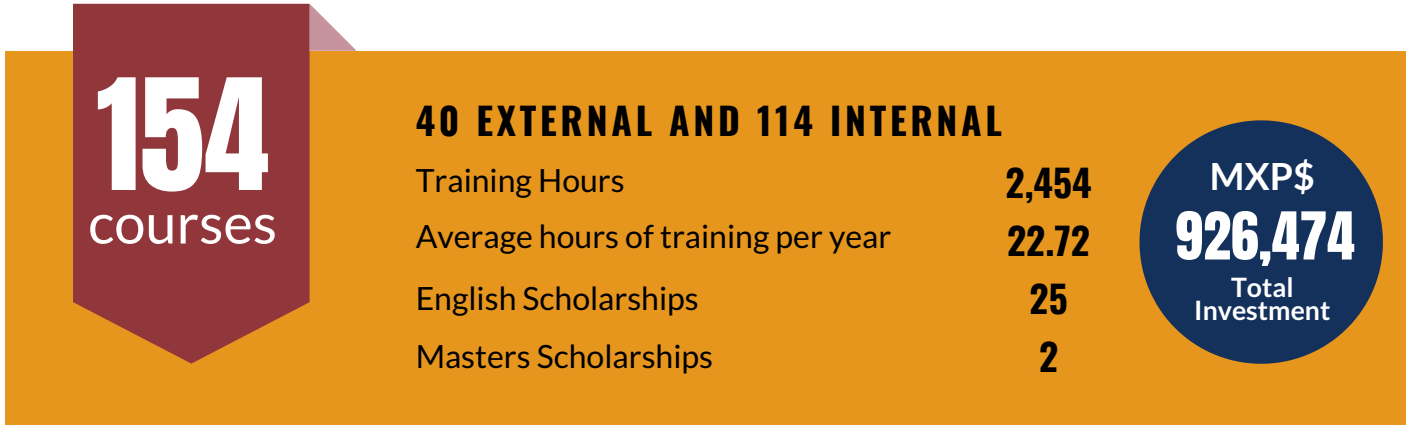 154
courses
40 EXTERNAL AND 114 INTERNAL
Training Hours 2,454
Average hours of training per year 22.72
English Scholarships 25
Masters Scholarships 2
MXP$
926,474
Total
Investment